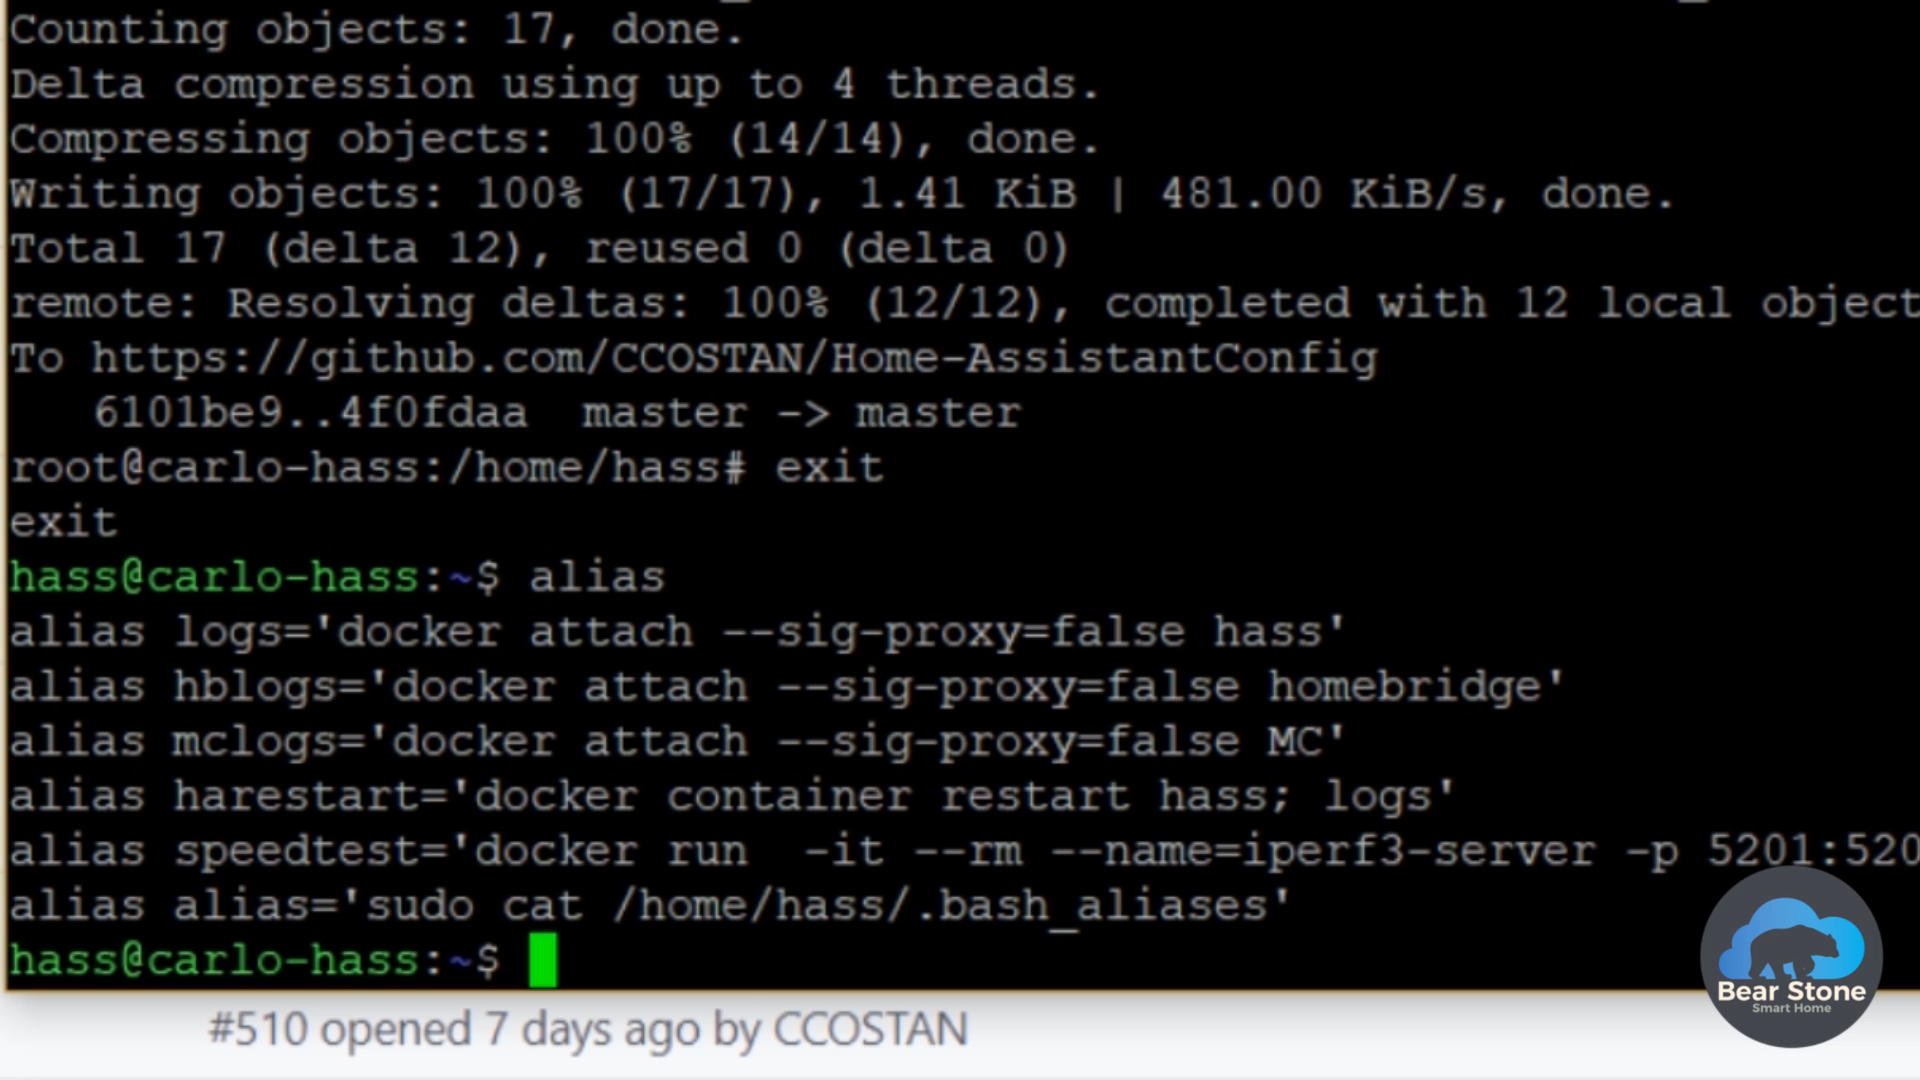 Counting objects: 17, done.
Delta compression using up to 4 threads.
Compressing objects: 100% (14/14), done.
Writing objects: 100% (17/17), 1.41 KiB | 481.00 KiB/s, done.
Total 17 (delta 12), reused 0 (delta 0)
remote: Resolving deltas: 100% (12/12), completed with 12 local object
To https://github.com/CCOSTAN/Home-AssistantConfig
   6101be9..4f0fdaa  master -> master
root@carlo-hass:/home/hass# exit
exit
hass@carlo-hass:~$ alias
alias logs='docker attach --sig-proxy=false hass'
alias hblogs='docker attach --sig-proxy=false homebridge'
alias mclogs='docker attach --sig-proxy=false MC'
alias harestart='docker container restart hass; logs'
alias speedtest='docker run  -it --rm --name=iperf3-server -p 5201:520
alias alias='sudo cat /home/hass/.bash_aliases'
hass@carlo-hass:~$
Bear Stone
Smart Home
#510 opened 7 days ago by CCOSTAN